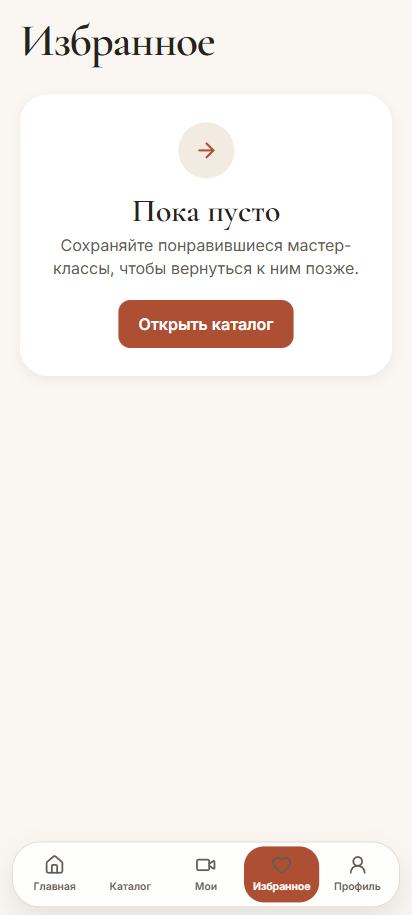 Избранное
Пока пусто
Сохраняйте понравившиеся мастер-
классы, чтобы вернуться к ним позже.
Открыть каталог
Главная
Каталог
Мои
Избранное
Профиль